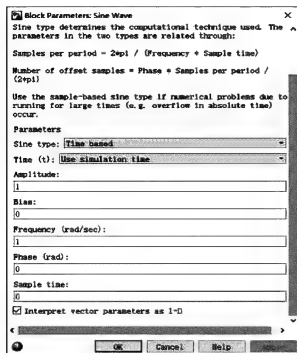 Block Parameters: Sine Wave
Sine type determines the computational technique used. The
parameters in the two types are related through:
Samples per period = 2*pi / (Frequency * Sample time)
Number of offset samples = Phase * Samples per period /
(2*pi)
Use the sample-based sine type if numerical problems due to
running for large times (e.g. overflow in absolute time)
occur.
Parameters
Sine type: Time based
Time (t): Use simulation time
Amplitude:
1
Bias:
0
Frequency (rad/sec):
1
Phase (rad):
0
Sample time:
0
Interpret vector parameters as 1-D
OK Cancel Help